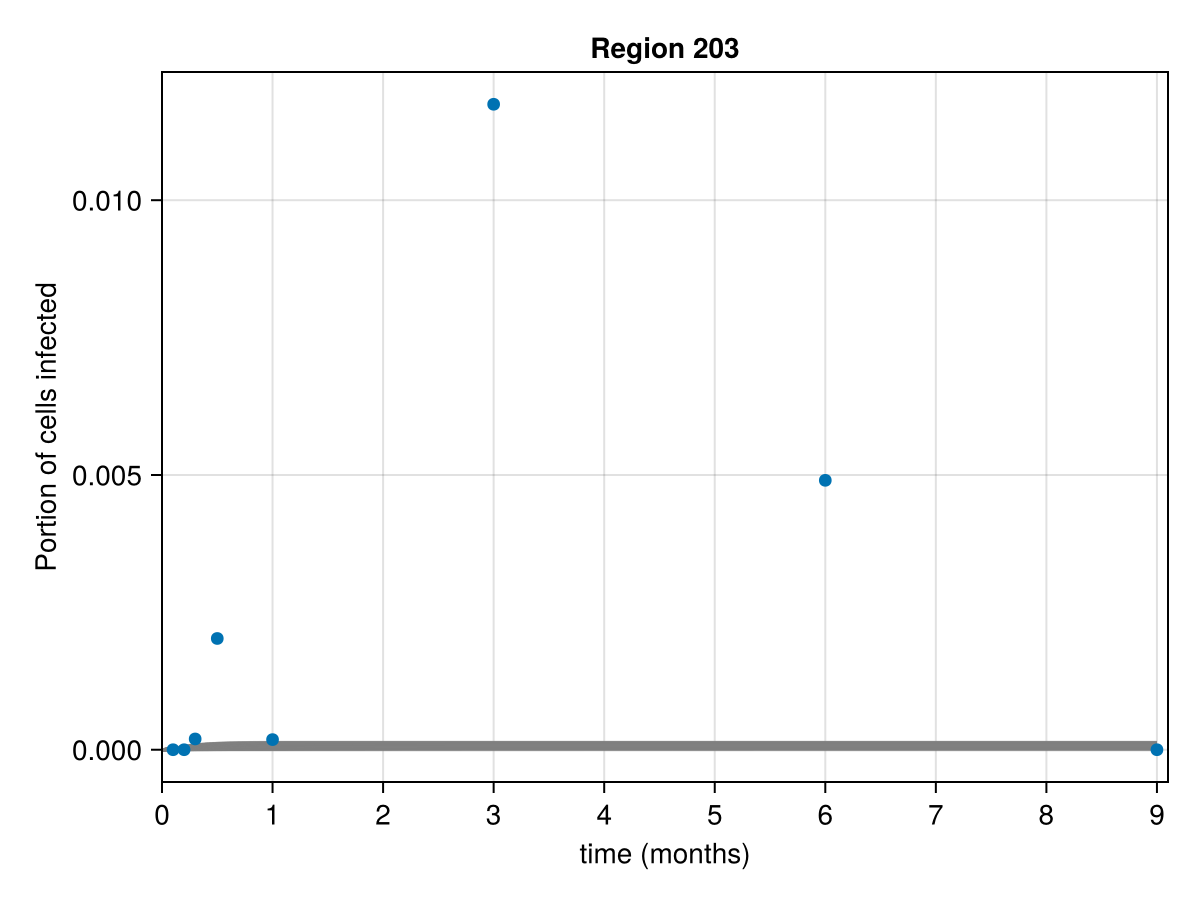 Region 203
Portion of cells infected
0.010
0.005
0.000
0 1 2 3 4 5 6 7 8 9
time (months)